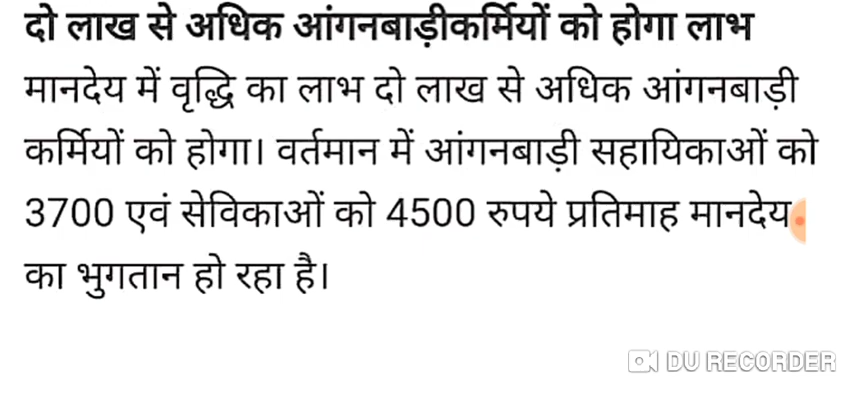 दो लाख से अधिक आंगनबाड़ीकर्मियों को होगा लाभ
मानदेय में वृद्धि का लाभ दो लाख से अधिक आंगनबाड़ी
कर्मियों को होगा। वर्तमान में आंगनबाड़ी सहायिकाओं को
3700 एवं सेविकाओं को 4500 रुपये प्रतिमाह मानदेय
का भुगतान हो रहा है।
DU RECORDER